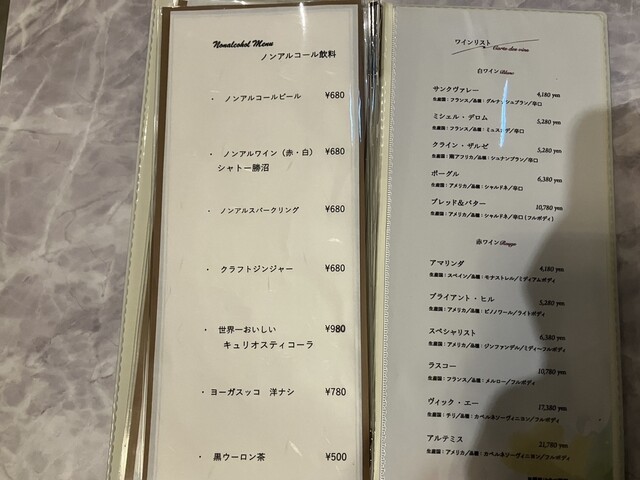 Nonalcohol Menu
ノンアルコール飲料
・ ノンアルコールビール ¥680
・ ノンアルワイン（赤・白） ¥680
シャトー勝沼
・ ノンアルスパークリング ¥680
・ クラフトジンジャー ¥680
・ 世界一おいしい ¥980
キュリオスティコーラ
・ ヨーガスッコ 洋ナシ ¥780
・ 黒ウーロン茶 ¥500
ワインリスト
Carte des vins
白ワインBlanc
サンクヴァレー 4,180 yen
生産国：フランス/品種：グルナッシュブラン/辛口
ミシェル・デロム 5,280 yen
生産国：フランス/品種：ミュスカデ/辛口
クライン・ザルゼ 5,280 yen
生産国：南アフリカ/品種：シュナンブラン/辛口
ボーグル 6,380 yen
生産国：アメリカ/品種：シャルドネ/辛口
ブレッド&バター 10,780 yen
生産国：アメリカ/品種：シャルドネ/辛口(フルボディ)
赤ワインRouge
アマリンダ 4,180 yen
生産国：スペイン/品種：モナストレル/ミディアムボディ
ブライアント・ヒル 5,280 yen
生産国：アメリカ/品種：ピノノワール/ライトボディ
スペシャリスト 6,380 yen
生産国：アメリカ/品種：ジンファンデル/ミディ〜フルボディ
ラスコー 10,780 yen
生産国：フランス/品種：メルロー/フルボディ
ヴィック・エー 17,380 yen
生産国：チリ/品種：カベルネソーヴィニヨン/フルボディ
アルテミス 21,780 yen
生産国：アメリカ/品種：カベルネソーヴィニヨン/フルボディ